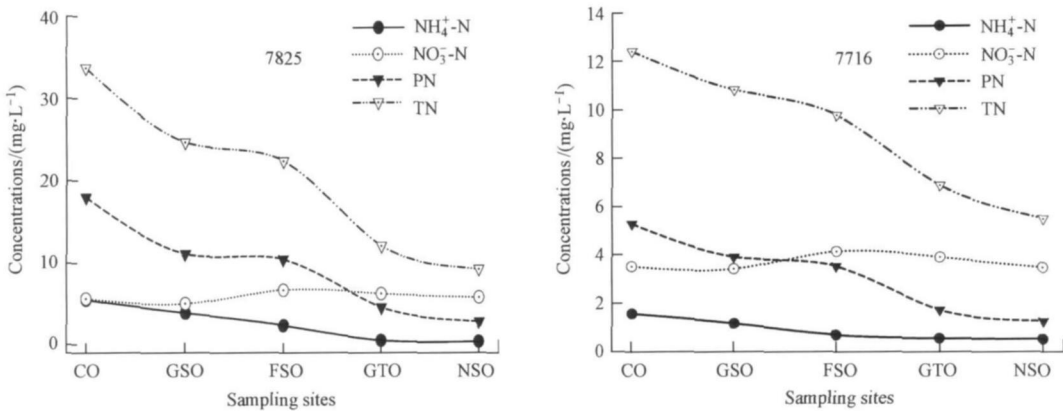 40
30
20
10
0
Concentrations/(mg·L⁻¹)
7825
NH₄⁺-N
NO₃⁻-N
PN
TN
CO GSO FSO GTO NSO
Sampling sites
14
12
10
8
6
4
2
0
Concentrations/(mg·L⁻¹)
7716
NH₄⁺-N
NO₃⁻-N
PN
TN
CO GSO FSO GTO NSO
Sampling sites